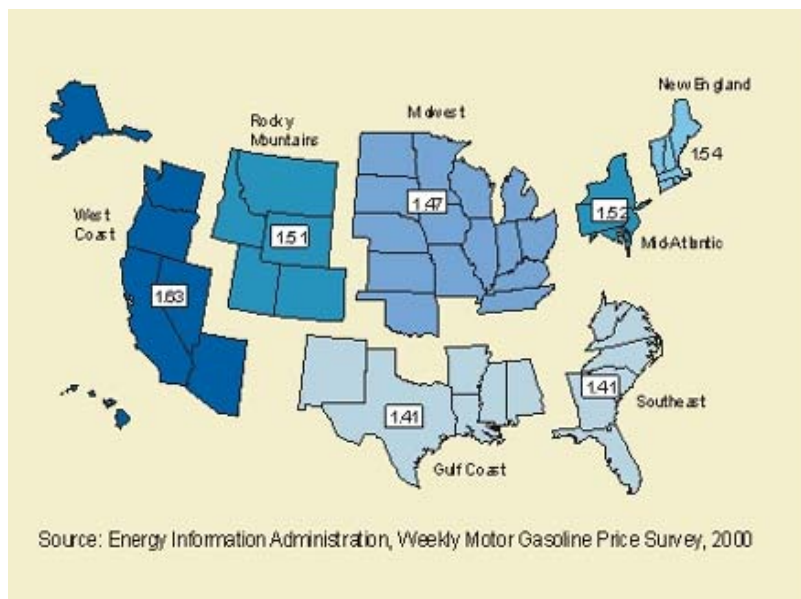 New England
Rocky
Mountains
Midwest
1.54
West
Coast
1.47
1.52
1.51
Mid-Atlantic
1.63
1.41
1.41
Southeast
Gulf Coast
Source: Energy Information Administration, Weekly Motor Gasoline Price Survey, 2000